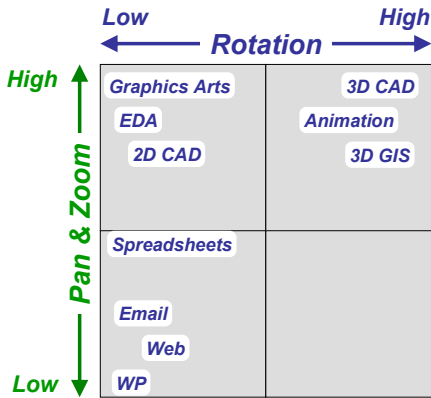 Low High
Rotation
High
Pan & Zoom
Low
Graphics Arts 3D CAD
EDA Animation
2D CAD 3D GIS
Spreadsheets
Email
Web
WP